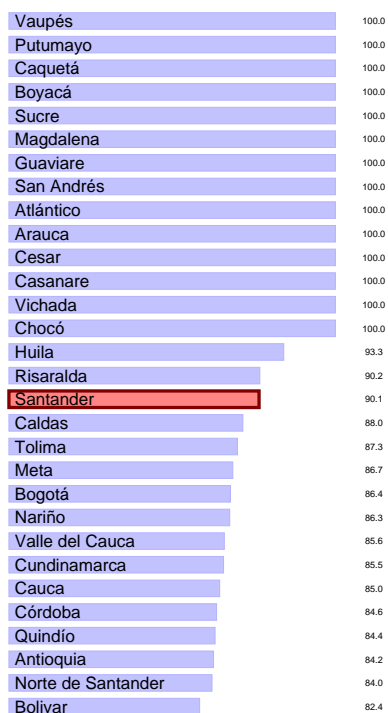 Vaupés 100.0
Putumayo 100.0
Caquetá 100.0
Boyacá 100.0
Sucre 100.0
Magdalena 100.0
Guaviare 100.0
San Andrés 100.0
Atlántico 100.0
Arauca 100.0
Cesar 100.0
Casanare 100.0
Vichada 100.0
Chocó 100.0
Huila 93.3
Risaralda 90.2
Santander 90.1
Caldas 88.0
Tolima 87.3
Meta 86.7
Bogotá 86.4
Nariño 86.3
Valle del Cauca 85.6
Cundinamarca 85.5
Cauca 85.0
Córdoba 84.6
Quindío 84.4
Antioquia 84.2
Norte de Santander 84.0
Bolivar 82.4